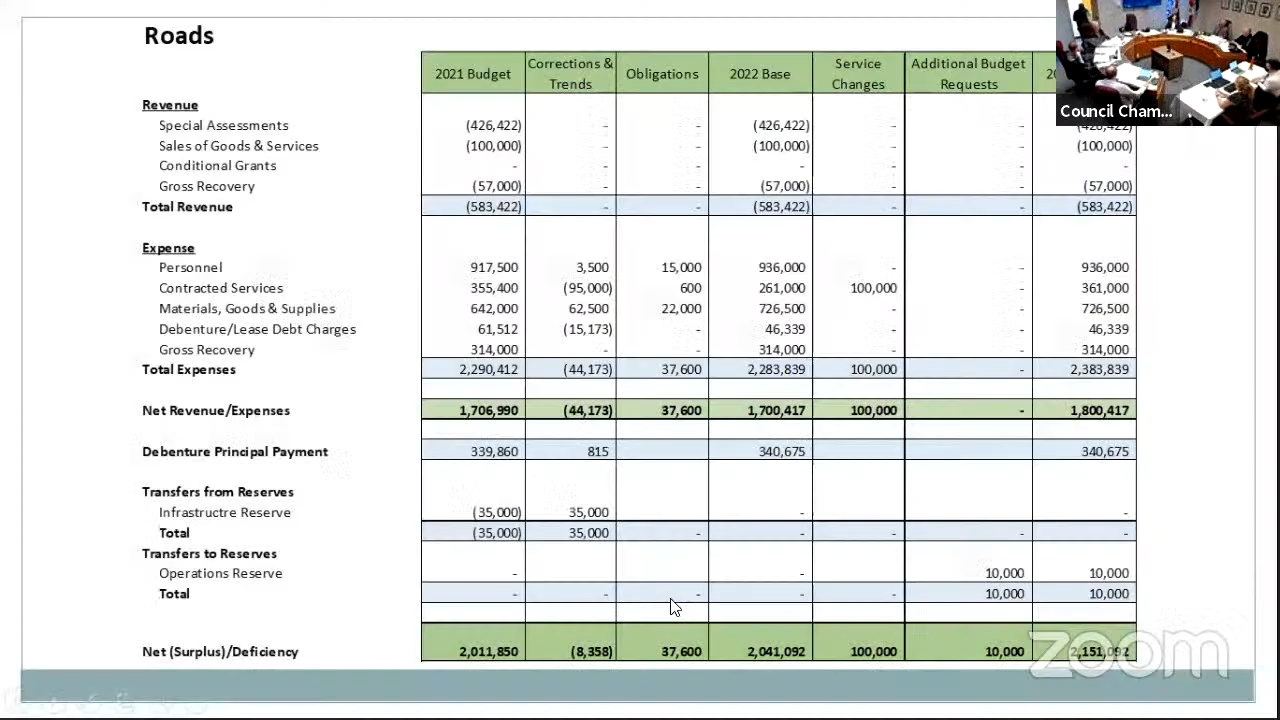 Roads
2021 Budget Corrections & Trends Obligations 2022 Base Service Changes Additional Budget Requests
Council Cham...
Revenue
Special Assessments (426,422) - - (426,422) - - (426,422)
Sales of Goods & Services (100,000) - - (100,000) - - (100,000)
Conditional Grants - - - - - - -
Gross Recovery (57,000) - - (57,000) - - (57,000)
Total Revenue (583,422) - - (583,422) - - (583,422)
Expense
Personnel 917,500 3,500 15,000 936,000 - - 936,000
Contracted Services 355,400 (95,000) 600 261,000 100,000 - 361,000
Materials, Goods & Supplies 642,000 62,500 22,000 726,500 - - 726,500
Debenture/Lease Debt Charges 61,512 (15,173) - 46,339 - - 46,339
Gross Recovery 314,000 - - 314,000 - - 314,000
Total Expenses 2,290,412 (44,173) 37,600 2,283,839 100,000 - 2,383,839
Net Revenue/Expenses 1,706,990 (44,173) 37,600 1,700,417 100,000 - 1,800,417
Debenture Principal Payment 339,860 815 340,675 340,675
Transfers from Reserves
Infrastructre Reserve (35,000) 35,000 - -
Total (35,000) 35,000 - - - - -
Transfers to Reserves
Operations Reserve - - 10,000 10,000
Total - - - - - 10,000 10,000
Net (Surplus)/Deficiency 2,011,850 (8,358) 37,600 2,041,092 100,000 10,000 2,151,092
zoom